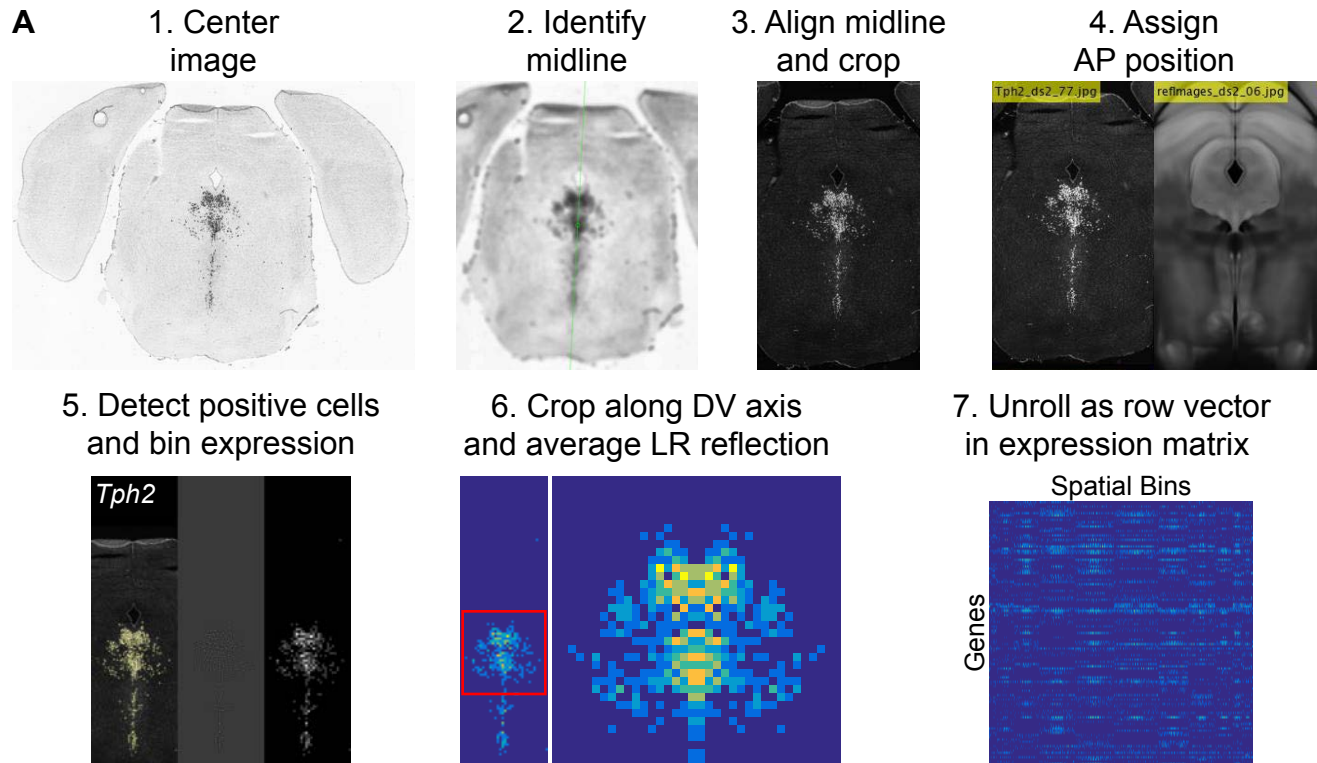 A
1. Center
image
2. Identify
midline
3. Align midline
and crop
4. Assign
AP position
Tph2_ds2_77.jpg
refImages_ds2_06.jpg
5. Detect positive cells
and bin expression
6. Crop along DV axis
and average LR reflection
7. Unroll as row vector
in expression matrix
Tph2
Spatial Bins
Genes